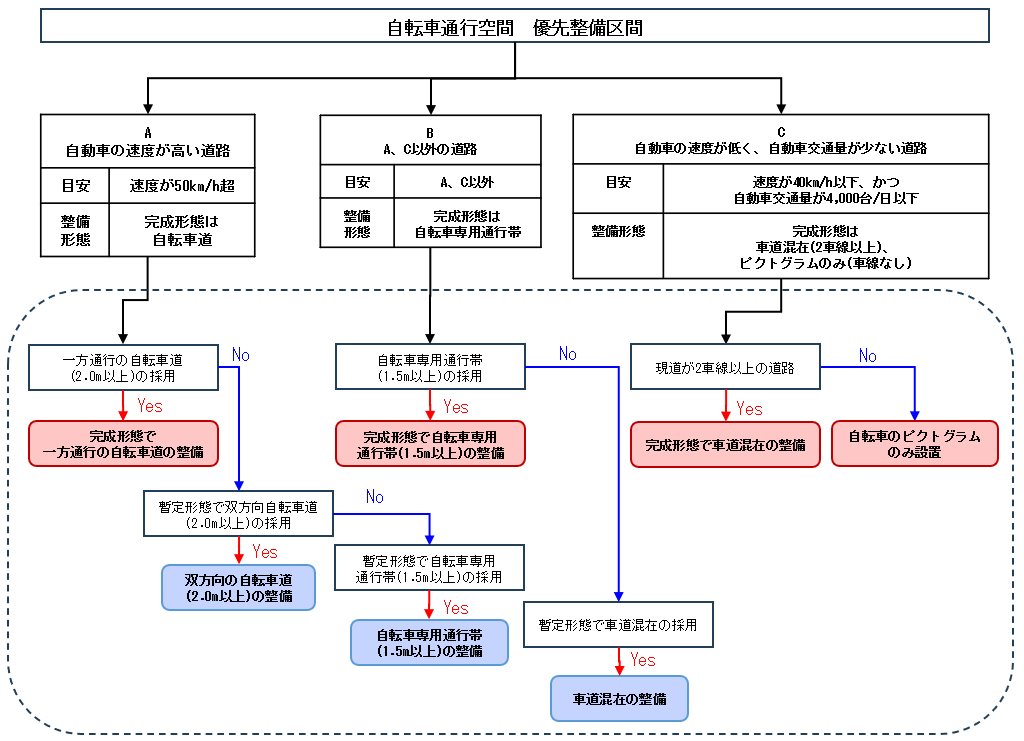 自転車通行空間　優先整備区間
A
自動車の速度が高い道路
目安
速度が50km/h超
整備
形態
完成形態は
自転車道
B
A、C以外の道路
目安
A、C以外
整備
形態
完成形態は
自転車専用通行帯
C
自動車の速度が低く、自動車交通量が少ない道路
目安
速度が40km/h以下、かつ
自動車交通量が4,000台/日以下
整備形態
完成形態は
車道混在(2車線以上)、
ピクトグラムのみ(車線なし)
一方通行の自転車道
(2.0m以上)の採用
No
Yes
完成形態で
一方通行の自転車道の整備
自転車専用通行帯
(1.5m以上)の採用
No
Yes
完成形態で自転車専用
通行帯(1.5m以上)の整備
現道が2車線以上の道路
No
Yes
完成形態で車道混在の整備
自転車のピクトグラム
のみ設置
暫定形態で双方向自転車道
(2.0m以上)の採用
No
Yes
双方向の自転車道
(2.0m以上)の整備
暫定形態で自転車専用
通行帯(1.5m以上)の採用
Yes
自転車専用通行帯
(1.5m以上)の整備
暫定形態で車道混在の採用
Yes
車道混在の整備